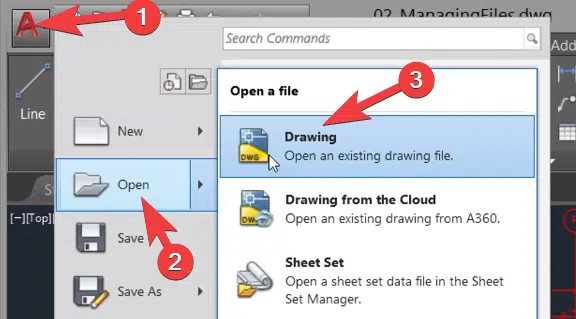 1
02_ManagingFiles.dwg
Search Commands
Add
Line
Open a file
3
New
Drawing
DWG
Open an existing drawing file.
Open
Drawing from the Cloud
Open an existing drawing from A360.
[−][Top]
Save
2
Sheet Set
Open a sheet set data file in the Sheet
Set Manager.
Save As